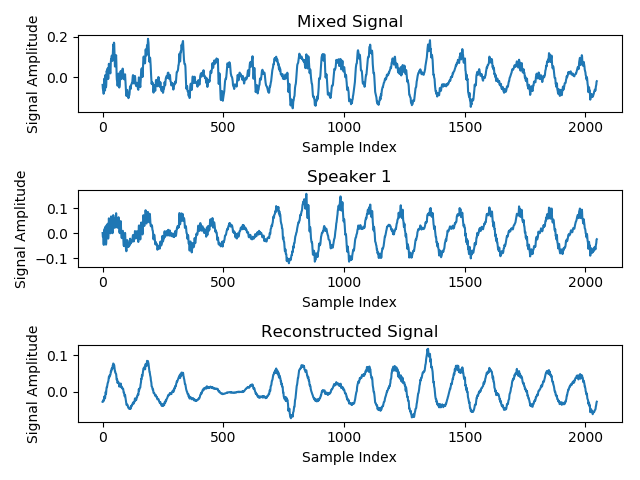 Mixed Signal
Signal Amplitude
0.2
0.0
0 500 1000 1500 2000
Sample Index
Speaker 1
Signal Amplitude
0.1
0.0
−0.1
0 500 1000 1500 2000
Sample Index
Reconstructed Signal
Signal Amplitude
0.1
0.0
0 500 1000 1500 2000
Sample Index